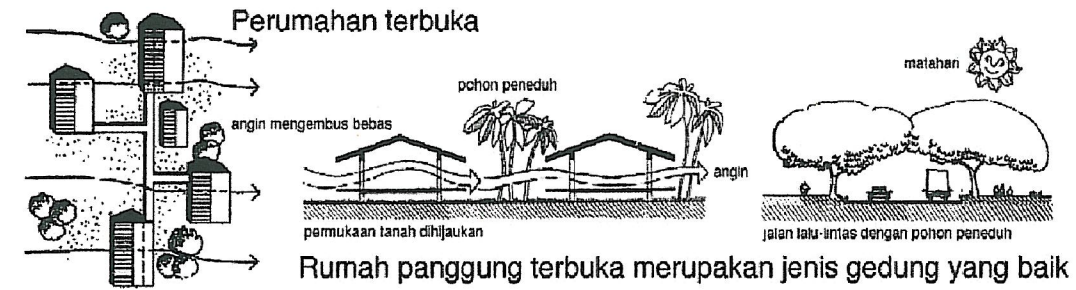 Perumahan terbuka
angin mengembus bebas
pohon peneduh
angin
permukaan tanah dihijaukan
matahari
jalan lalu-lintas dengan pohon peneduh
Rumah panggung terbuka merupakan jenis gedung yang baik